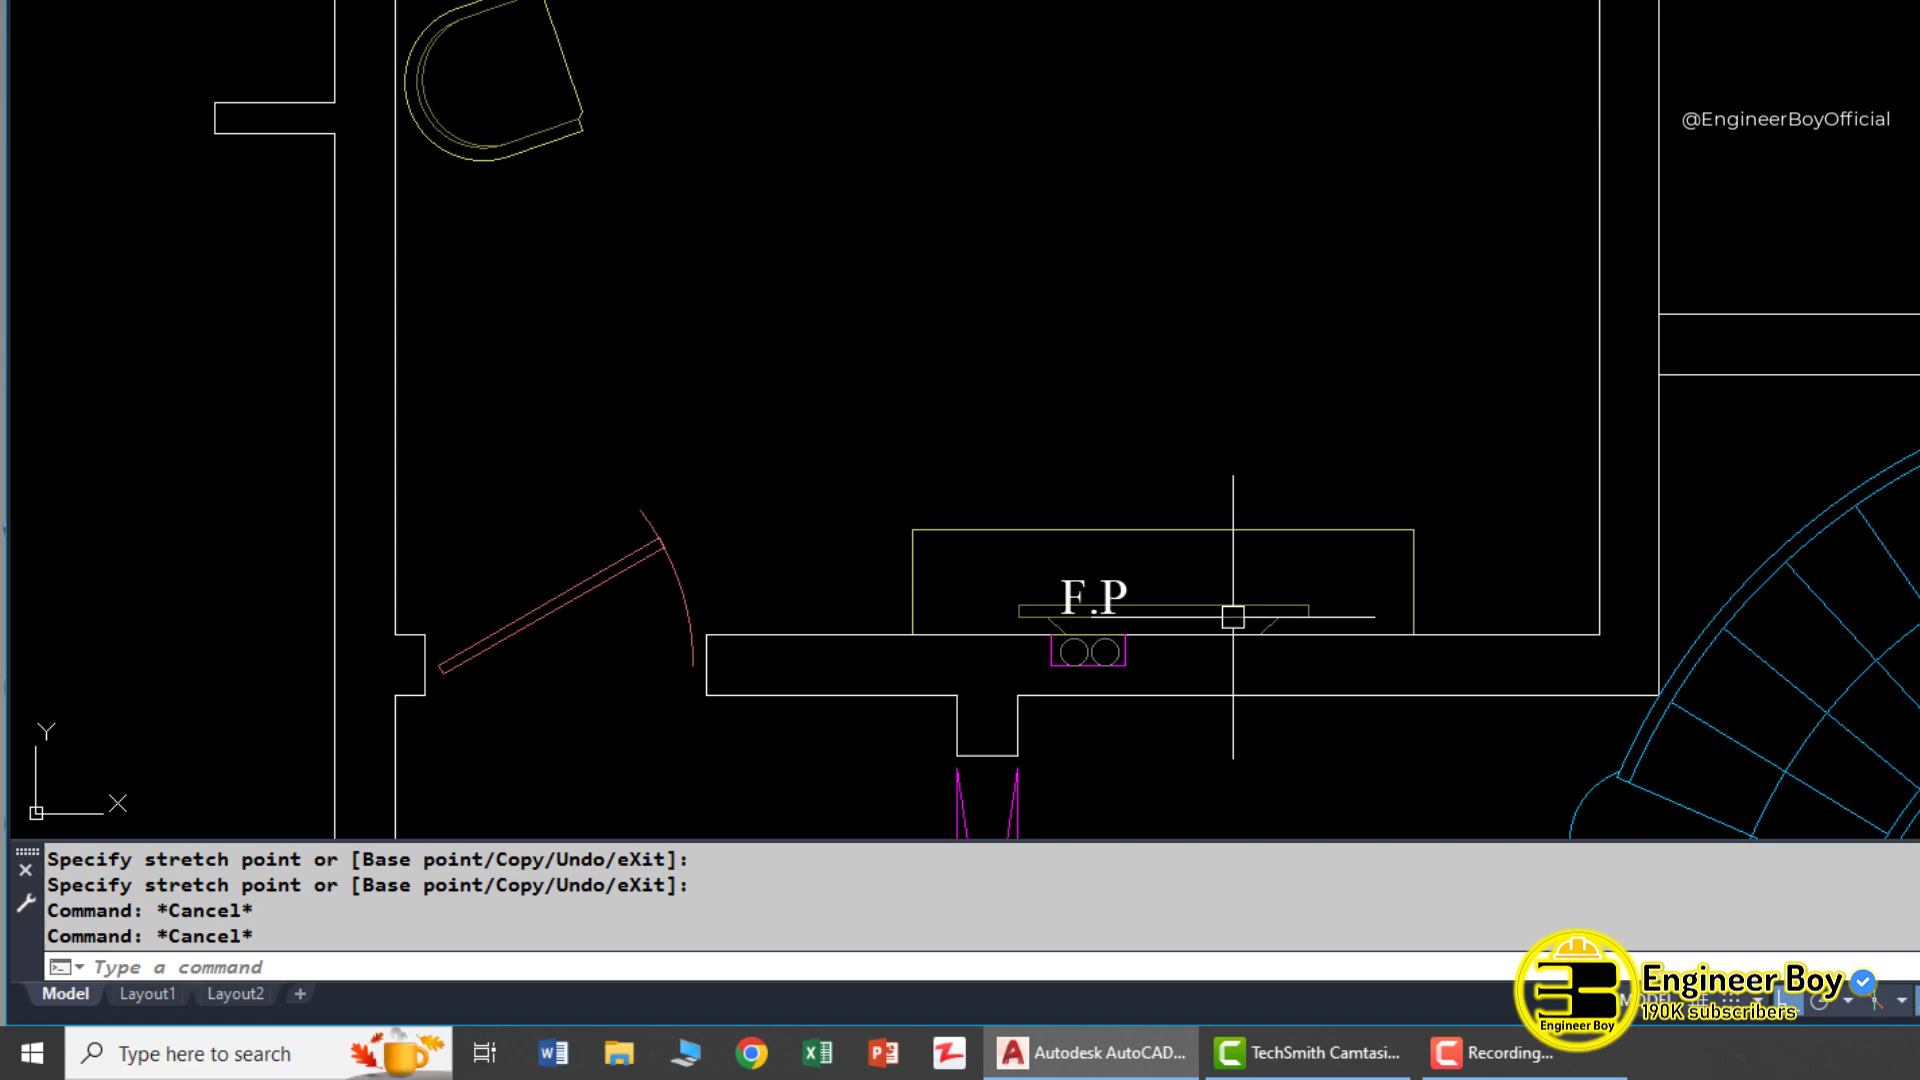 @EngineerBoyOfficial
F.P
Y
X
Specify stretch point or [Base point/Copy/Undo/eXit]:
Specify stretch point or [Base point/Copy/Undo/eXit]:
Command: *Cancel*
Command: *Cancel*
Type a command
Model Layout1 Layout2 +
MODEL
Engineer Boy
190K subscribers
Engineer Boy
Type here to search
Autodesk AutoCAD...
TechSmith Camtasi...
Recording...